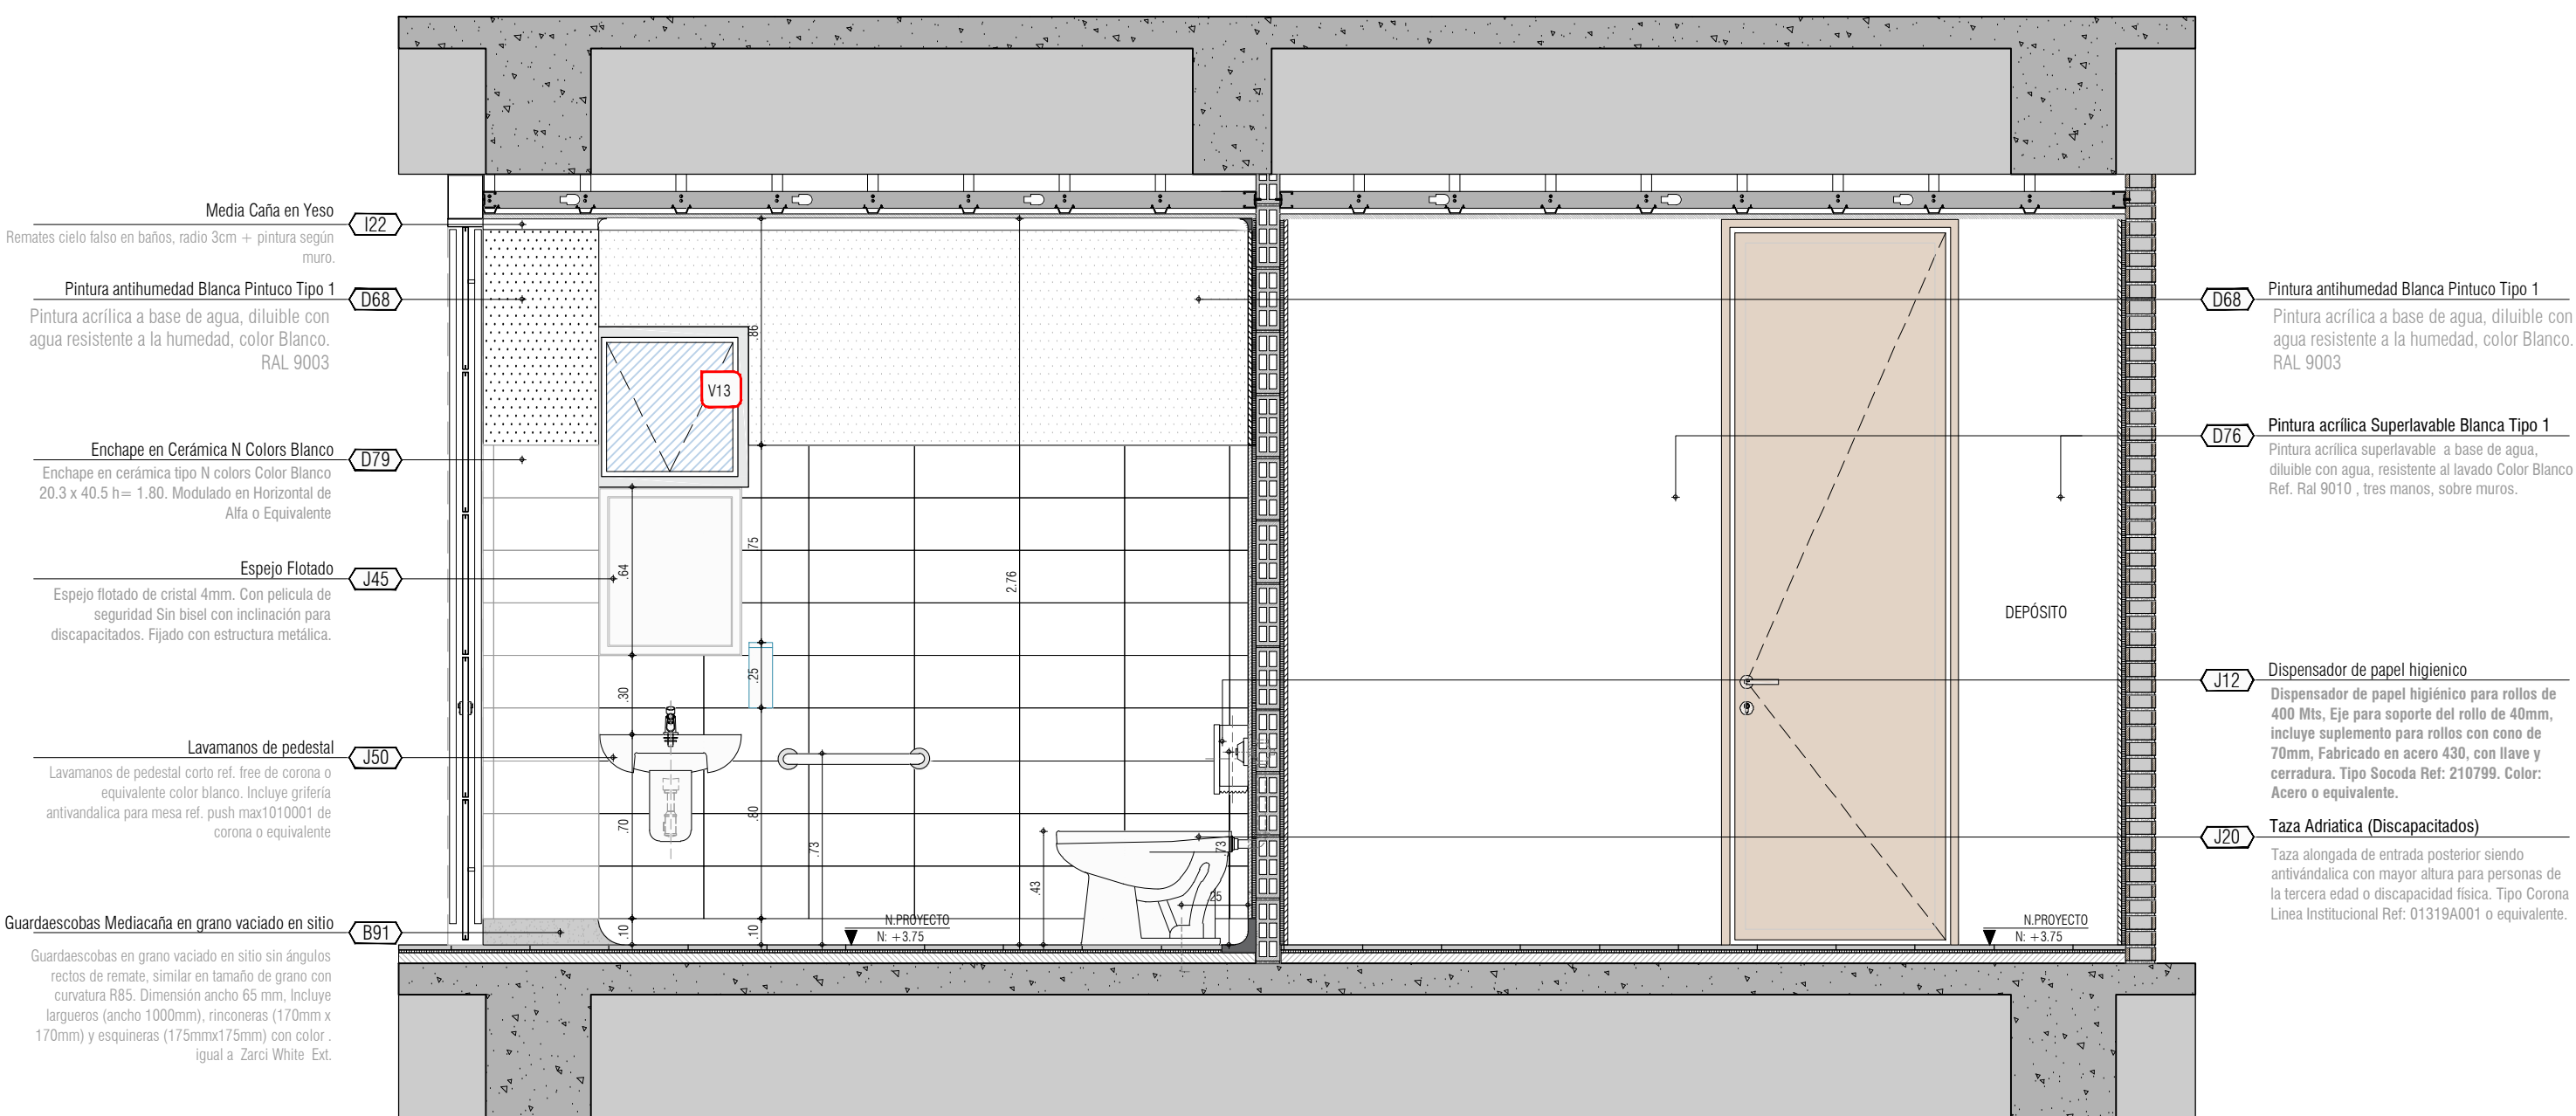 Media Caña en Yeso
I22
Remates cielo falso en baños, radio 3cm + pintura según
muro.
Pintura antihumedad Blanca Pintuco Tipo 1
D68
Pintura acrílica a base de agua, diluible con
agua resistente a la humedad, color Blanco.
RAL 9003
Enchape en Cerámica N Colors Blanco
D79
Enchape en cerámica tipo N colors Color Blanco
20.3 x 40.5 h= 1.80. Modulado en Horizontal de
Alfa o Equivalente
Espejo Flotado
J45
Espejo flotado de cristal 4mm. Con pelicula de
seguridad Sin bisel con inclinación para
discapacitados. Fijado con estructura metálica.
Lavamanos de pedestal
J50
Lavamanos de pedestal corto ref. free de corona o
equivalente color blanco. Incluye grifería
antivandalica para mesa ref. push max1010001 de
corona o equivalente
Guardaescobas Mediacaña en grano vaciado en sitio
B91
Guardaescobas en grano vaciado en sitio sin ángulos
rectos de remate, similar en tamaño de grano con
curvatura R85. Dimensión ancho 65 mm, Incluye
largueros (ancho 1000mm), rinconeras (170mm x
170mm) y esquineras (175mmx175mm) con color .
igual a Zarci White Ext.
V13
.86
.75
.64
2.76
.25
.30
.80
.70
.73
.43
.73
.25
.10
.10
N.PROYECTO
N: +3.75
DEPÓSITO
N.PROYECTO
N: +3.75
D68
Pintura antihumedad Blanca Pintuco Tipo 1
Pintura acrílica a base de agua, diluible con
agua resistente a la humedad, color Blanco.
RAL 9003
D76
Pintura acrílica Superlavable Blanca Tipo 1
Pintura acrílica superlavable a base de agua,
diluible con agua, resistente al lavado Color Blanco
Ref. Ral 9010 , tres manos, sobre muros.
J12
Dispensador de papel higienico
Dispensador de papel higiénico para rollos de
400 Mts, Eje para soporte del rollo de 40mm,
incluye suplemento para rollos con cono de
70mm, Fabricado en acero 430, con llave y
cerradura. Tipo Socoda Ref: 210799. Color:
Acero o equivalente.
J20
Taza Adriatica (Discapacitados)
Taza alongada de entrada posterior siendo
antivándalica con mayor altura para personas de
la tercera edad o discapacidad física. Tipo Corona
Linea Institucional Ref: 01319A001 o equivalente.